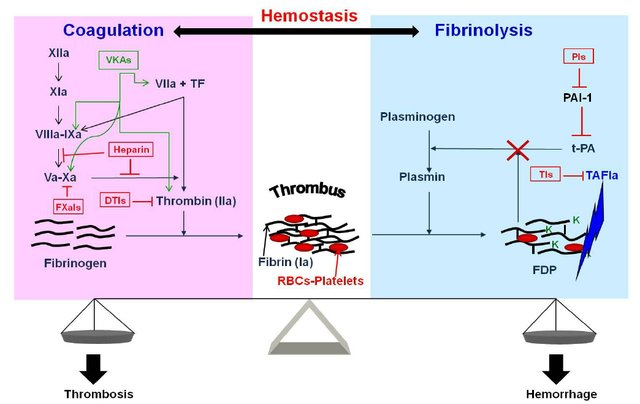 Hemostasis
Coagulation
Fibrinolysis
XIIa
VKAs
VIIa + TF
XIa
VIIIa-IXa
Heparin
Va-Xa
FXaIs
DTIs
Thrombin (IIa)
Fibrinogen
Thrombus
Fibrin (Ia)
RBCs-Platelets
PIs
PAI-1
Plasminogen
t-PA
Plasmin
TIs
TAFIa
K
K
K
FDP
Thrombosis
Hemorrhage